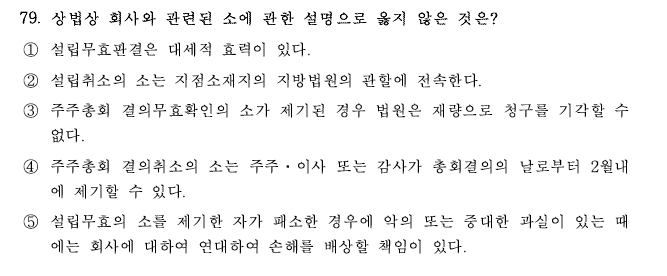 79. 상법상 회사와 관련된 소에 관한 설명으로 옳지 않은 것은?
① 설립무효판결은 대세적 효력이 있다.
② 설립취소의 소는 지점소재지의 지방법원의 관할에 전속한다.
③ 주주총회 결의무효확인의 소가 제기된 경우 법원은 재량으로 청구를 기각할 수
없다.
④ 주주총회 결의취소의 소는 주주·이사 또는 감사가 총회결의의 날로부터 2월내
에 제기할 수 있다.
⑤ 설립무효의 소를 제기한 자가 패소한 경우에 악의 또는 중대한 과실이 있는 때
에는 회사에 대하여 연대하여 손해를 배상할 책임이 있다.